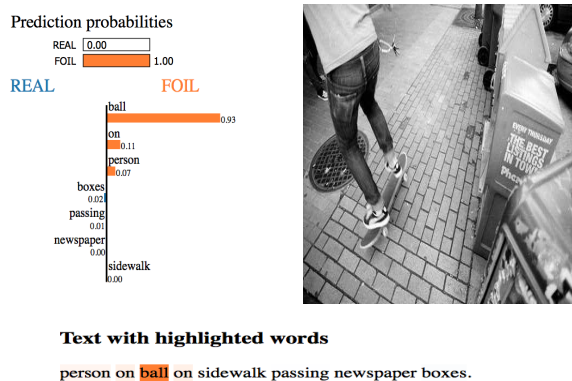 Prediction probabilities
REAL 0.00
FOIL 1.00
REAL FOIL
ball
0.93
on
0.11
person
0.07
boxes
0.02
passing
0.01
newspaper
0.00
sidewalk
0.00
EVERY THURSDAY
THE BEST
LISTINGS
IN TOWN
Text with highlighted words
person on ball on sidewalk passing newspaper boxes.